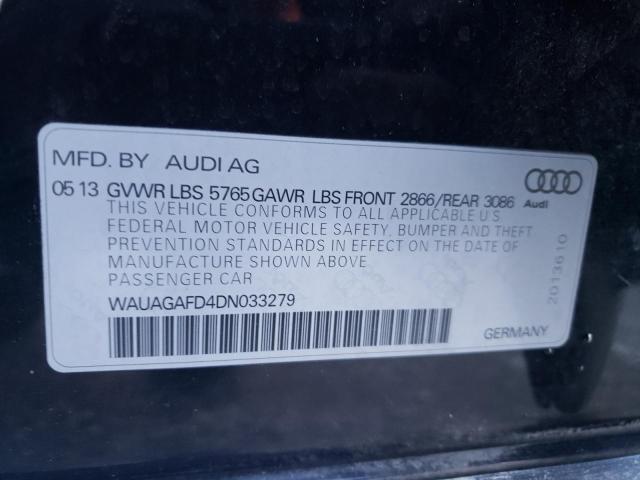 MFD. BY AUDI AG
05 13 GVWR LBS 5765 GAWR LBS FRONT 2866/REAR 3086
THIS VEHICLE CONFORMS TO ALL APPLICABLE U S
FEDERAL MOTOR VEHICLE SAFETY, BUMPER AND THEFT
PREVENTION STANDARDS IN EFFECT ON THE DATE OF
MANUFACTURE SHOWN ABOVE
PASSENGER CAR
WAUAGAFD4DN033279
Audi
2013610
GERMANY